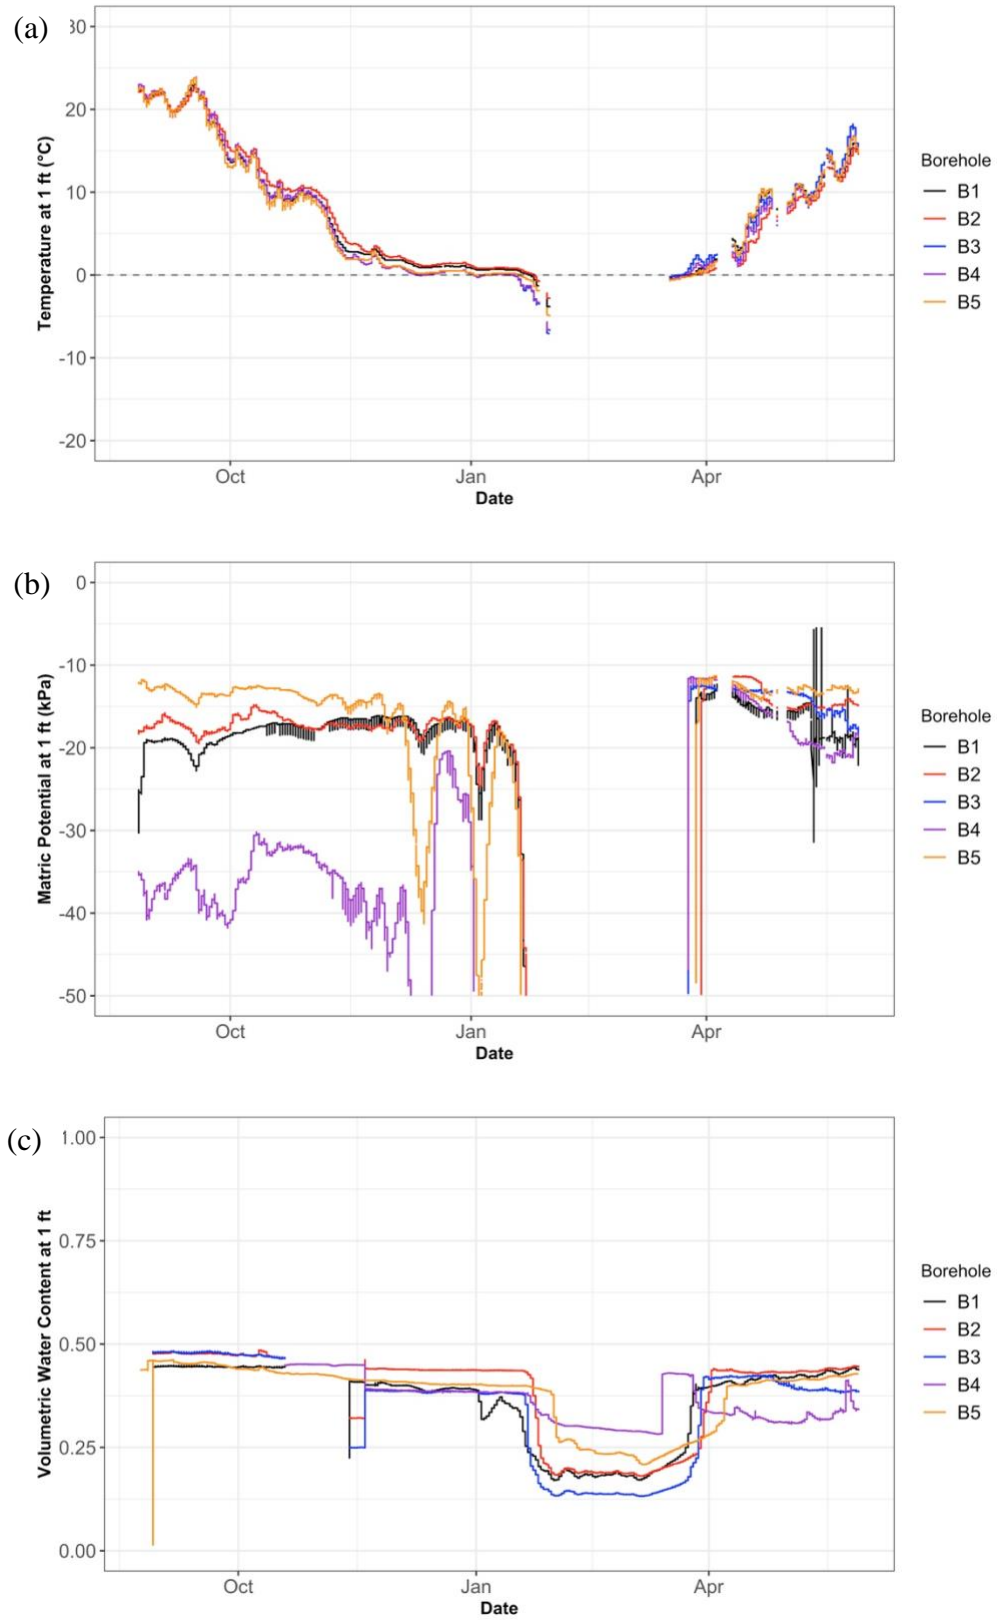 (a)
30
20
10
0
-10
-20
Temperature at 1 ft (°C)
Oct Jan Apr
Date
Borehole
B1
B2
B3
B4
B5
(b)
0
-10
-20
-30
-40
-50
Matric Potential at 1 ft (kPa)
Oct Jan Apr
Date
Borehole
B1
B2
B3
B4
B5
(c)
1.00
0.75
0.50
0.25
0.00
Volumetric Water Content at 1 ft
Oct Jan Apr
Date
Borehole
B1
B2
B3
B4
B5